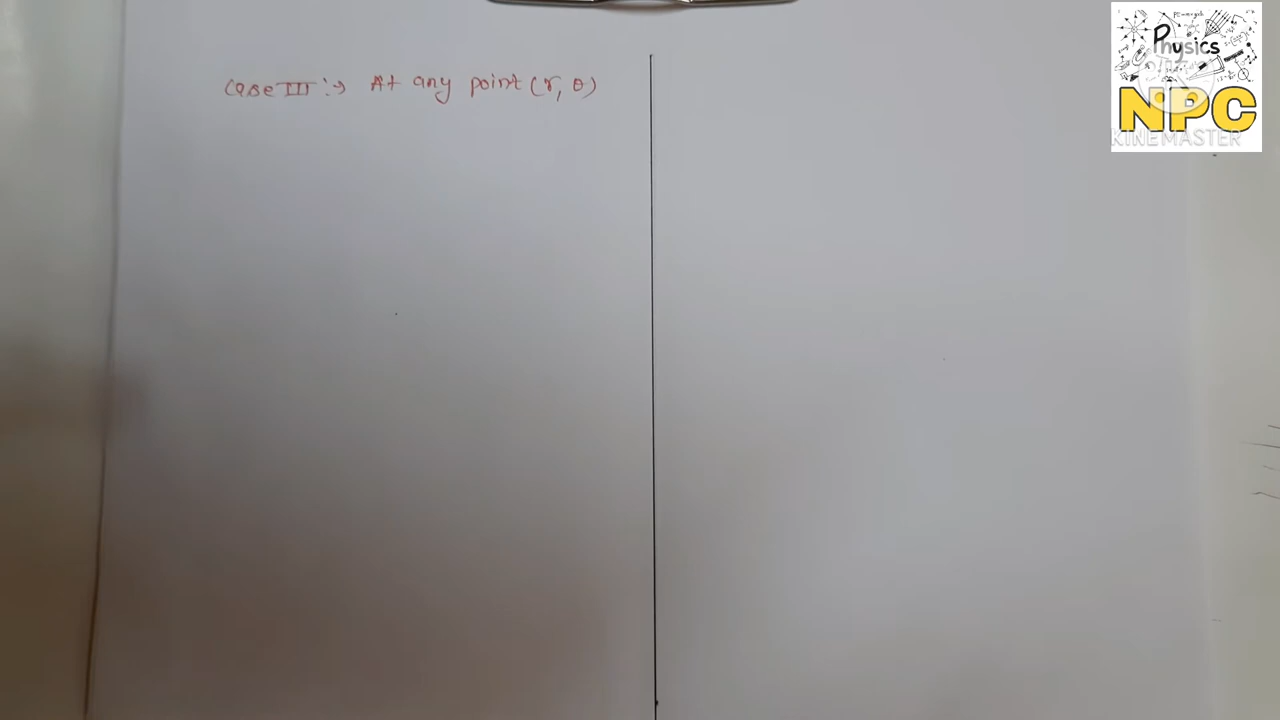 Case III :→ At any point (r, θ)
Physics
NPC
KINEMASTER